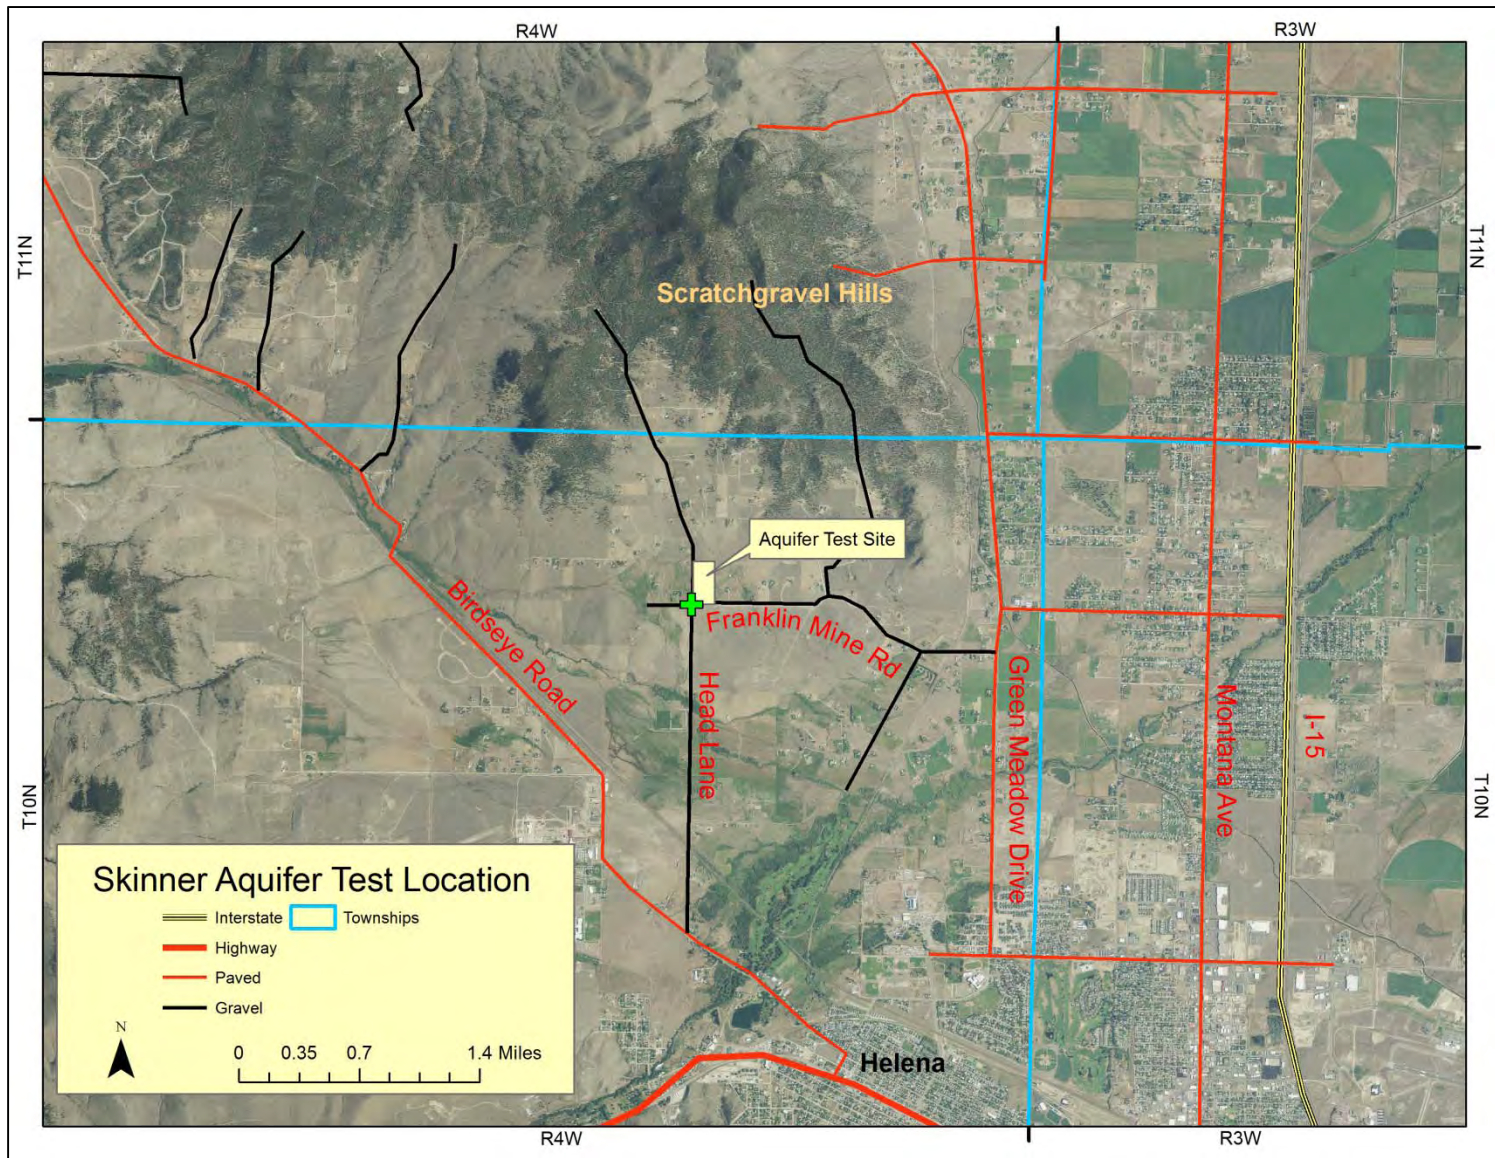 R4W
R3W
T11N
T11N
Scratchgravel Hills
Aquifer Test Site
Birdseye Road
Franklin Mine Rd
Head Lane
Green Meadow Drive
Montana Ave
I-15
T10N
T10N
Skinner Aquifer Test Location
Interstate Townships
Highway
Paved
Gravel
N
0 0.35 0.7 1.4 Miles
Helena
R4W
R3W